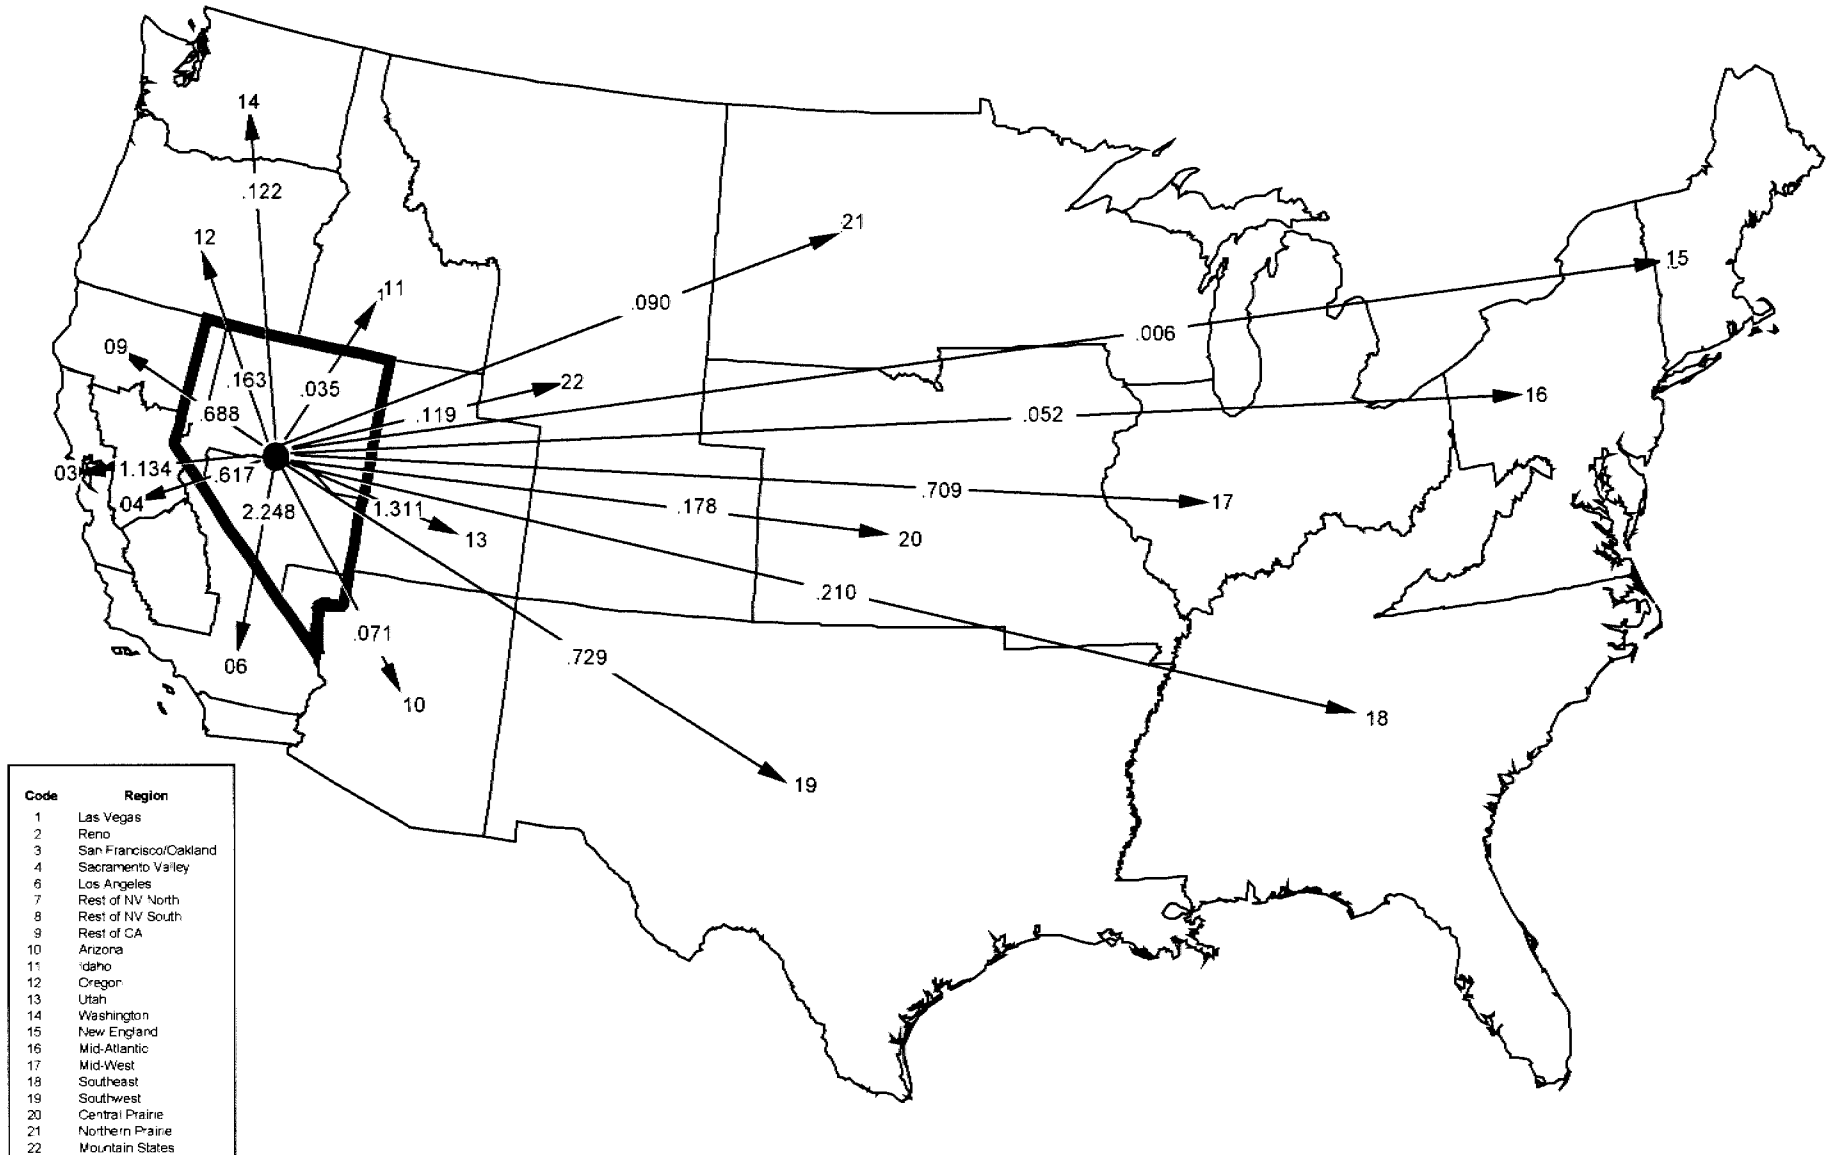 14
.122
12
21
15
11
.090
.006
09
22
16
.163
.035
.119
.052
.688
03
1.134
.617
.709
17
04
2.248
1.311
.178
13
20
.210
.071
06
.729
10
18
19
Code Region
1 Las Vegas
2 Reno
3 San Francisco/Oakland
4 Sacramento Valley
6 Los Angeles
7 Rest of NV North
8 Rest of NV South
9 Rest of CA
10 Arizona
11 Idaho
12 Oregon
13 Utah
14 Washington
15 New England
16 Mid-Atlantic
17 Mid-West
18 Southeast
19 Southwest
20 Central Prairie
21 Northern Prairie
22 Mountain States